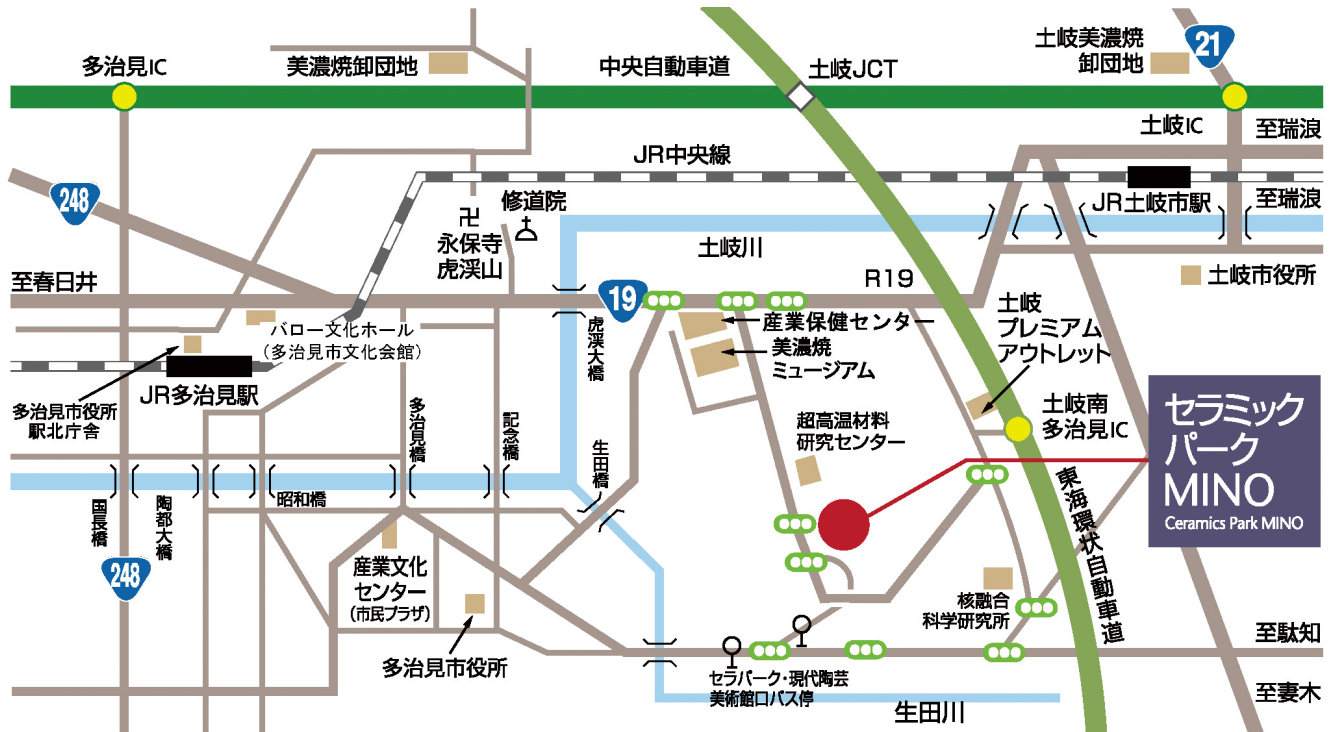 多治見IC
美濃焼卸団地
中央自動車道
土岐JCT
土岐美濃焼
卸団地
21
土岐IC
至瑞浪
JR中央線
248
修道院
卍
永保寺
虎渓山
JR土岐市駅
至瑞浪
土岐川
至春日井
19
R19
土岐市役所
バロー文化ホール
(多治見市文化会館)
虎渓大橋
産業保健センター
美濃焼
ミュージアム
土岐
プレミアム
アウトレット
JR多治見駅
多治見市役所
駅北庁舎
多治見橋
記念橋
生田橋
超高温材料
研究センター
土岐南
多治見IC
セラミック
パーク
MINO
Ceramics Park MINO
国長橋
陶都大橋
昭和橋
東海環状自動車道
248
産業文化
センター
(市民プラザ)
核融合
科学研究所
多治見市役所
至駄知
セラパーク・現代陶芸
美術館口バス停
至妻木
生田川